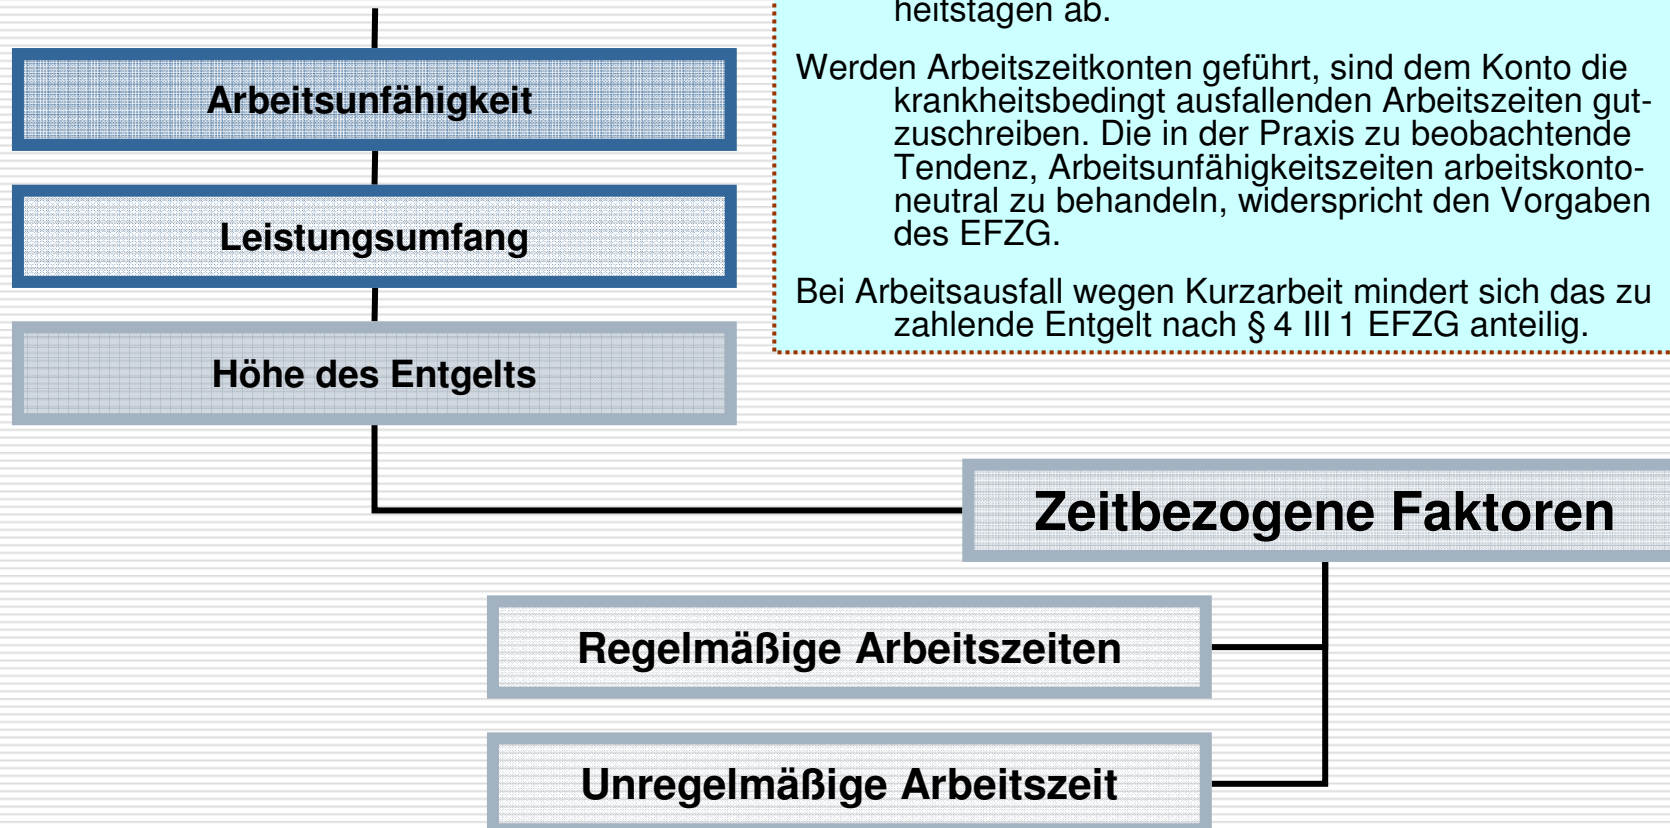 heitstagen ab.
Werden Arbeitszeitkonten geführt, sind dem Konto die
krankheitsbedingt ausfallenden Arbeitszeiten gut-
zuschreiben. Die in der Praxis zu beobachtende
Tendenz, Arbeitsunfähigkeitszeiten arbeitskonto-
neutral zu behandeln, widerspricht den Vorgaben
des EFZG.
Bei Arbeitsausfall wegen Kurzarbeit mindert sich das zu
zahlende Entgelt nach § 4 III 1 EFZG anteilig.
Arbeitsunfähigkeit
Leistungsumfang
Höhe des Entgelts
Zeitbezogene Faktoren
Regelmäßige Arbeitszeiten
Unregelmäßige Arbeitszeit